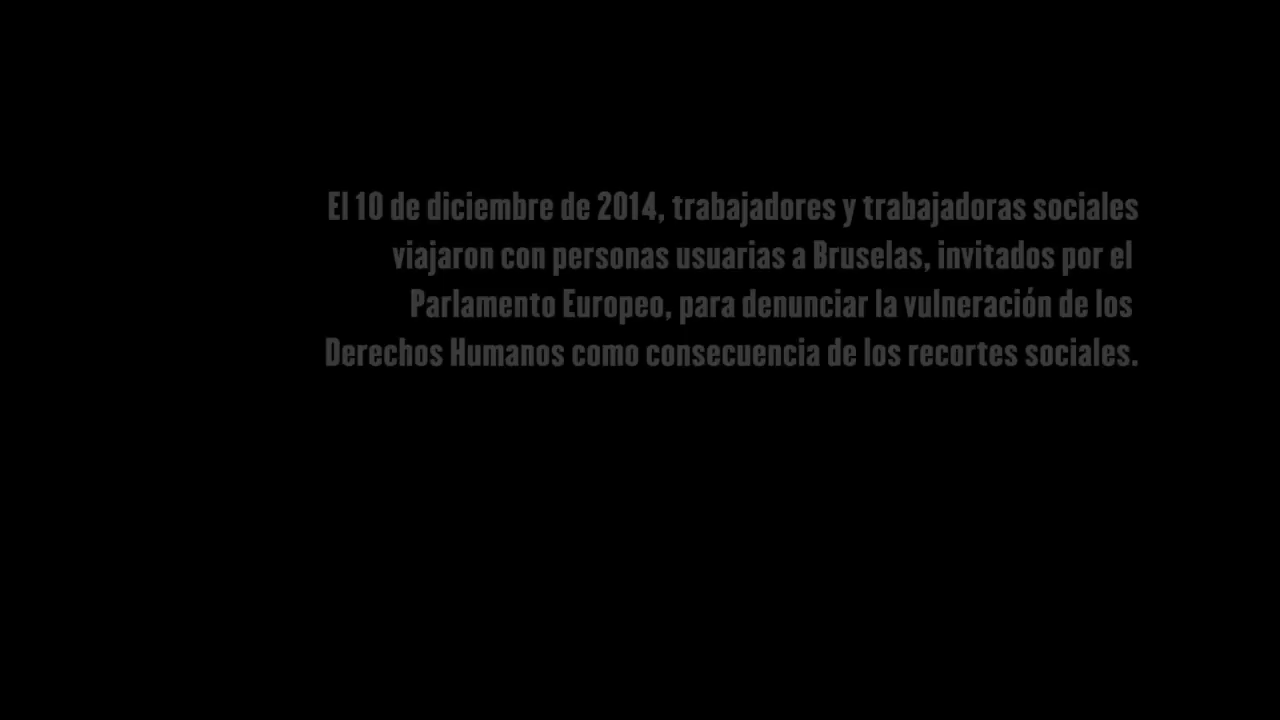 El 10 de diciembre de 2014, trabajadores y trabajadoras sociales
viajaron con personas usuarias a Bruselas, invitados por el
Parlamento Europeo, para denunciar la vulneración de los
Derechos Humanos como consecuencia de los recortes sociales.